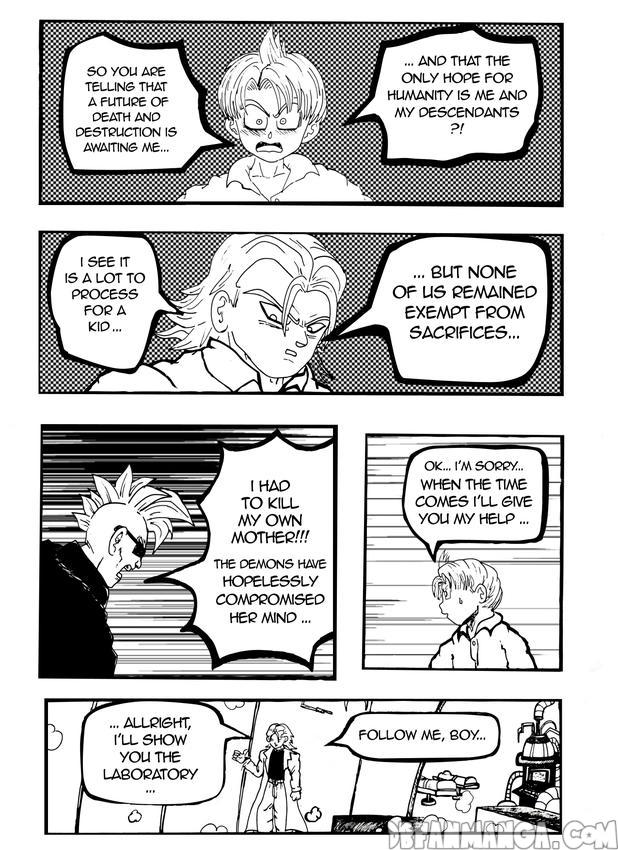 SO YOU ARE
TELLING THAT
A FUTURE OF
DEATH AND
DESTRUCTION IS
AWAITING ME...
... AND THAT THE
ONLY HOPE FOR
HUMANITY IS ME AND
MY DESCENDANTS
?!
I SEE IT
IS A LOT TO
PROCESS
FOR A
KID ...
... BUT NONE
OF US REMAINED
EXEMPT FROM
SACRIFICES...
I HAD
TO KILL
MY OWN
MOTHER!!!
THE DEMONS HAVE
HOPELESSLY
COMPROMISED
HER MIND ...
OK... I'M SORRY...
WHEN THE TIME
COMES I'LL GIVE
YOU MY HELP ...
... ALLRIGHT,
I'LL SHOW
YOU THE
LABORATORY
...
FOLLOW ME, BOY...
DBFANMANGA.COM